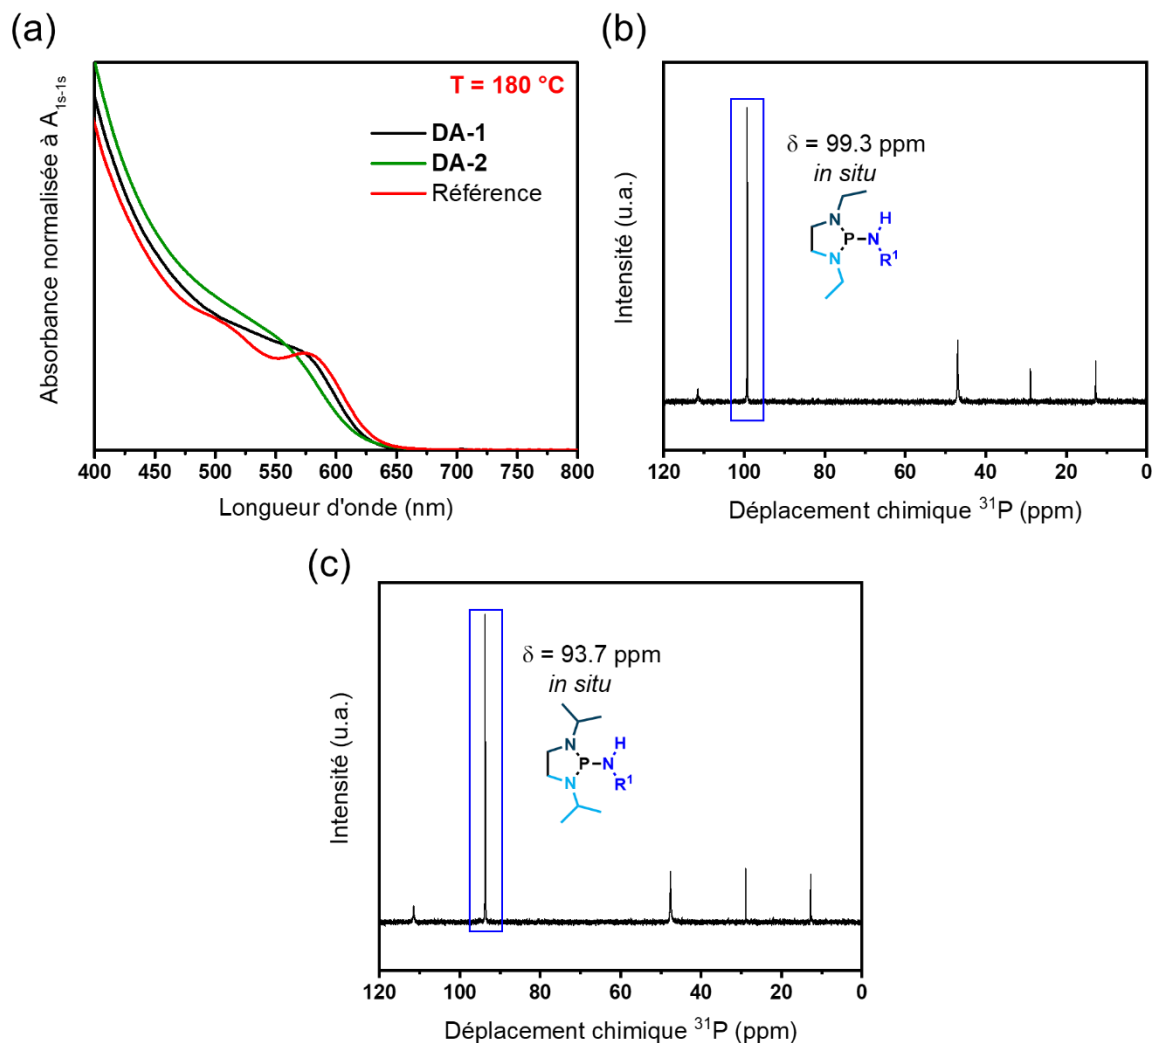 (a)
Absorbance normalisée à A1s-1s
T = 180 °C
DA-1
DA-2
Référence
400 450 500 550 600 650 700 750 800
Longueur d'onde (nm)
(b)
Intensité (u.a.)
δ = 99.3 ppm
in situ
N
H
P N
N R¹
120 100 80 60 40 20 0
Déplacement chimique ³¹P (ppm)
(c)
Intensité (u.a.)
δ = 93.7 ppm
in situ
N
H
P N
N R¹
120 100 80 60 40 20 0
Déplacement chimique ³¹P (ppm)